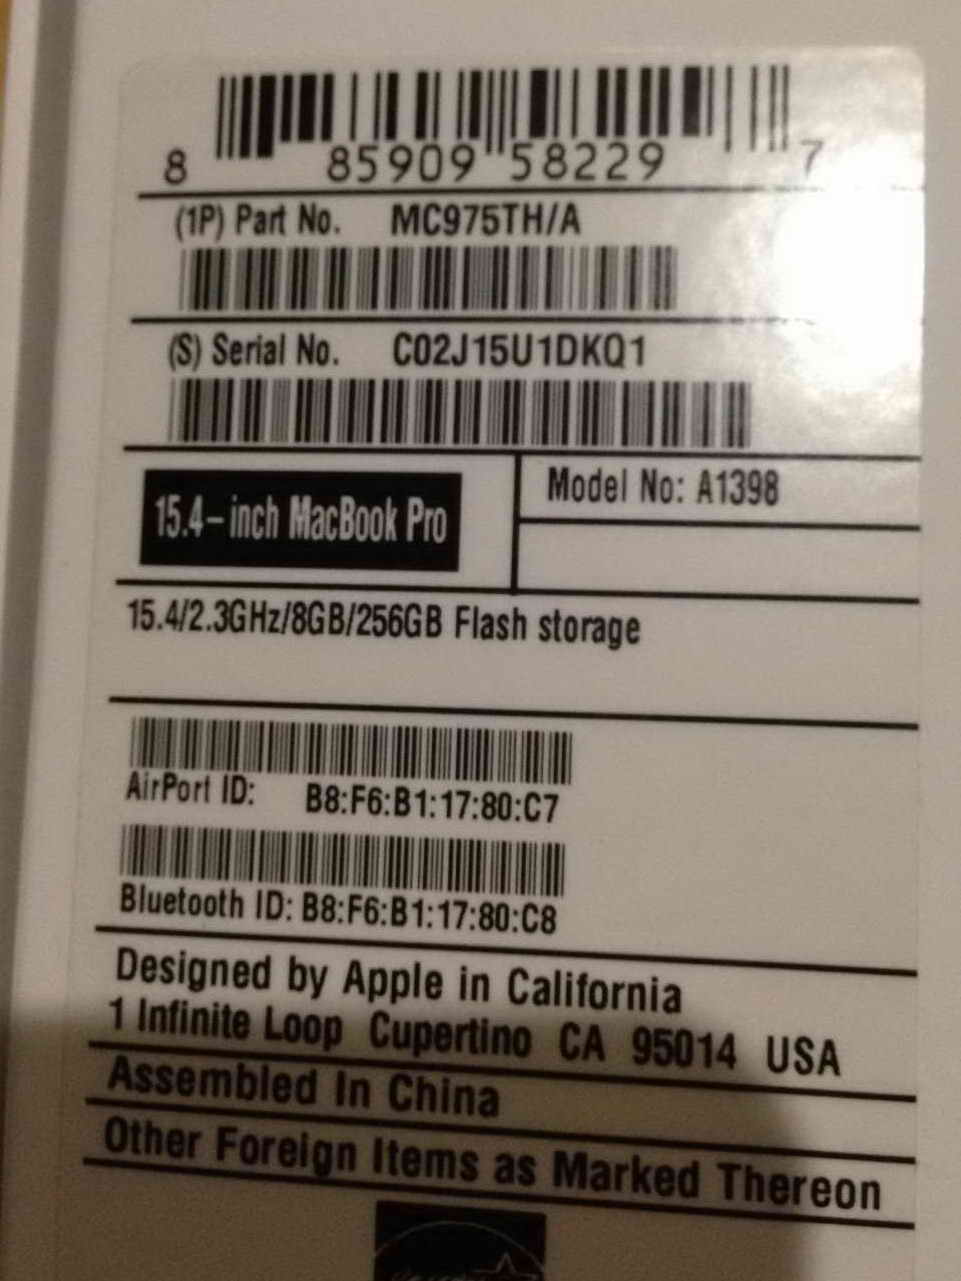 8 85909 58229 7
(1P) Part No. MC975TH/A
(S) Serial No. C02J15U1DKQ1
15.4-inch MacBook Pro
Model No: A1398
15.4/2.3GHz/8GB/256GB Flash storage
AirPort ID: B8:F6:B1:17:80:C7
Bluetooth ID: B8:F6:B1:17:80:C8
Designed by Apple in California
1 Infinite Loop Cupertino CA 95014 USA
Assembled In China
Other Foreign Items as Marked Thereon